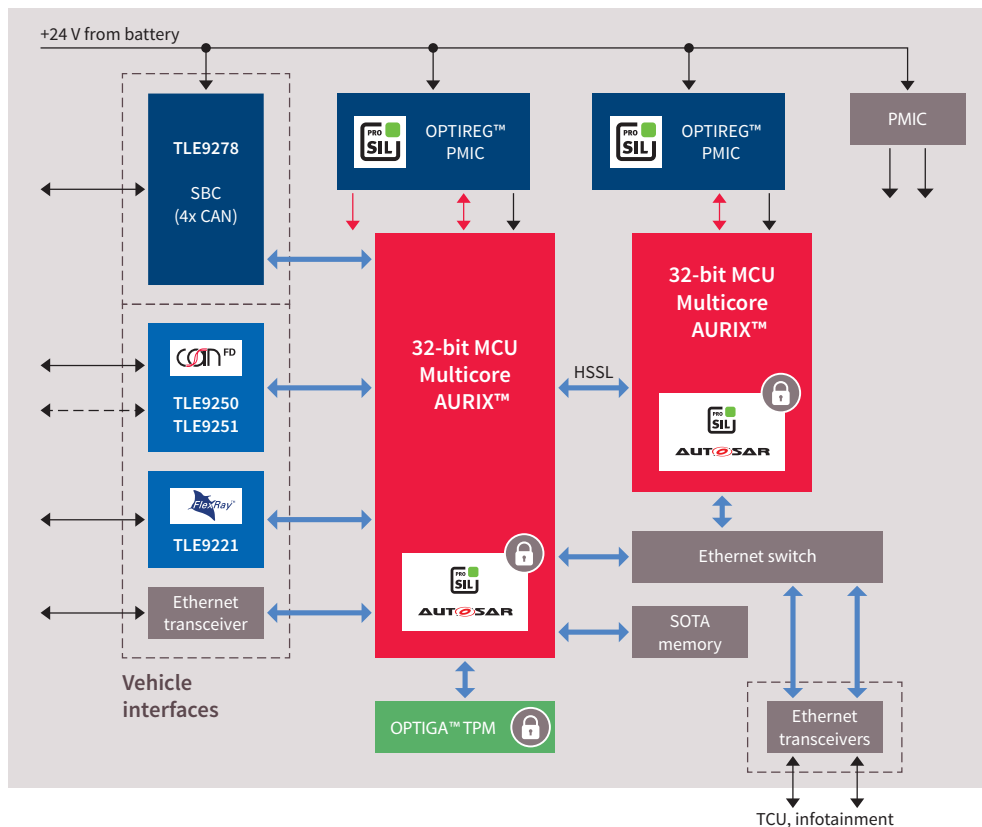 +24 V from battery
TLE9278
SBC
(4x CAN)
PRO
SIL
OPTIREG™
PMIC
PRO
SIL
OPTIREG™
PMIC
PMIC
CAN FD
TLE9250
TLE9251
FlexRay
TLE9221
Ethernet
transceiver
Vehicle
interfaces
32-bit MCU
Multicore
AURIX™
PRO
SIL
AUTOSAR
HSSL
32-bit MCU
Multicore
AURIX™
PRO
SIL
AUTOSAR
Ethernet switch
SOTA
memory
OPTIGA™ TPM
Ethernet
transceivers
TCU, infotainment